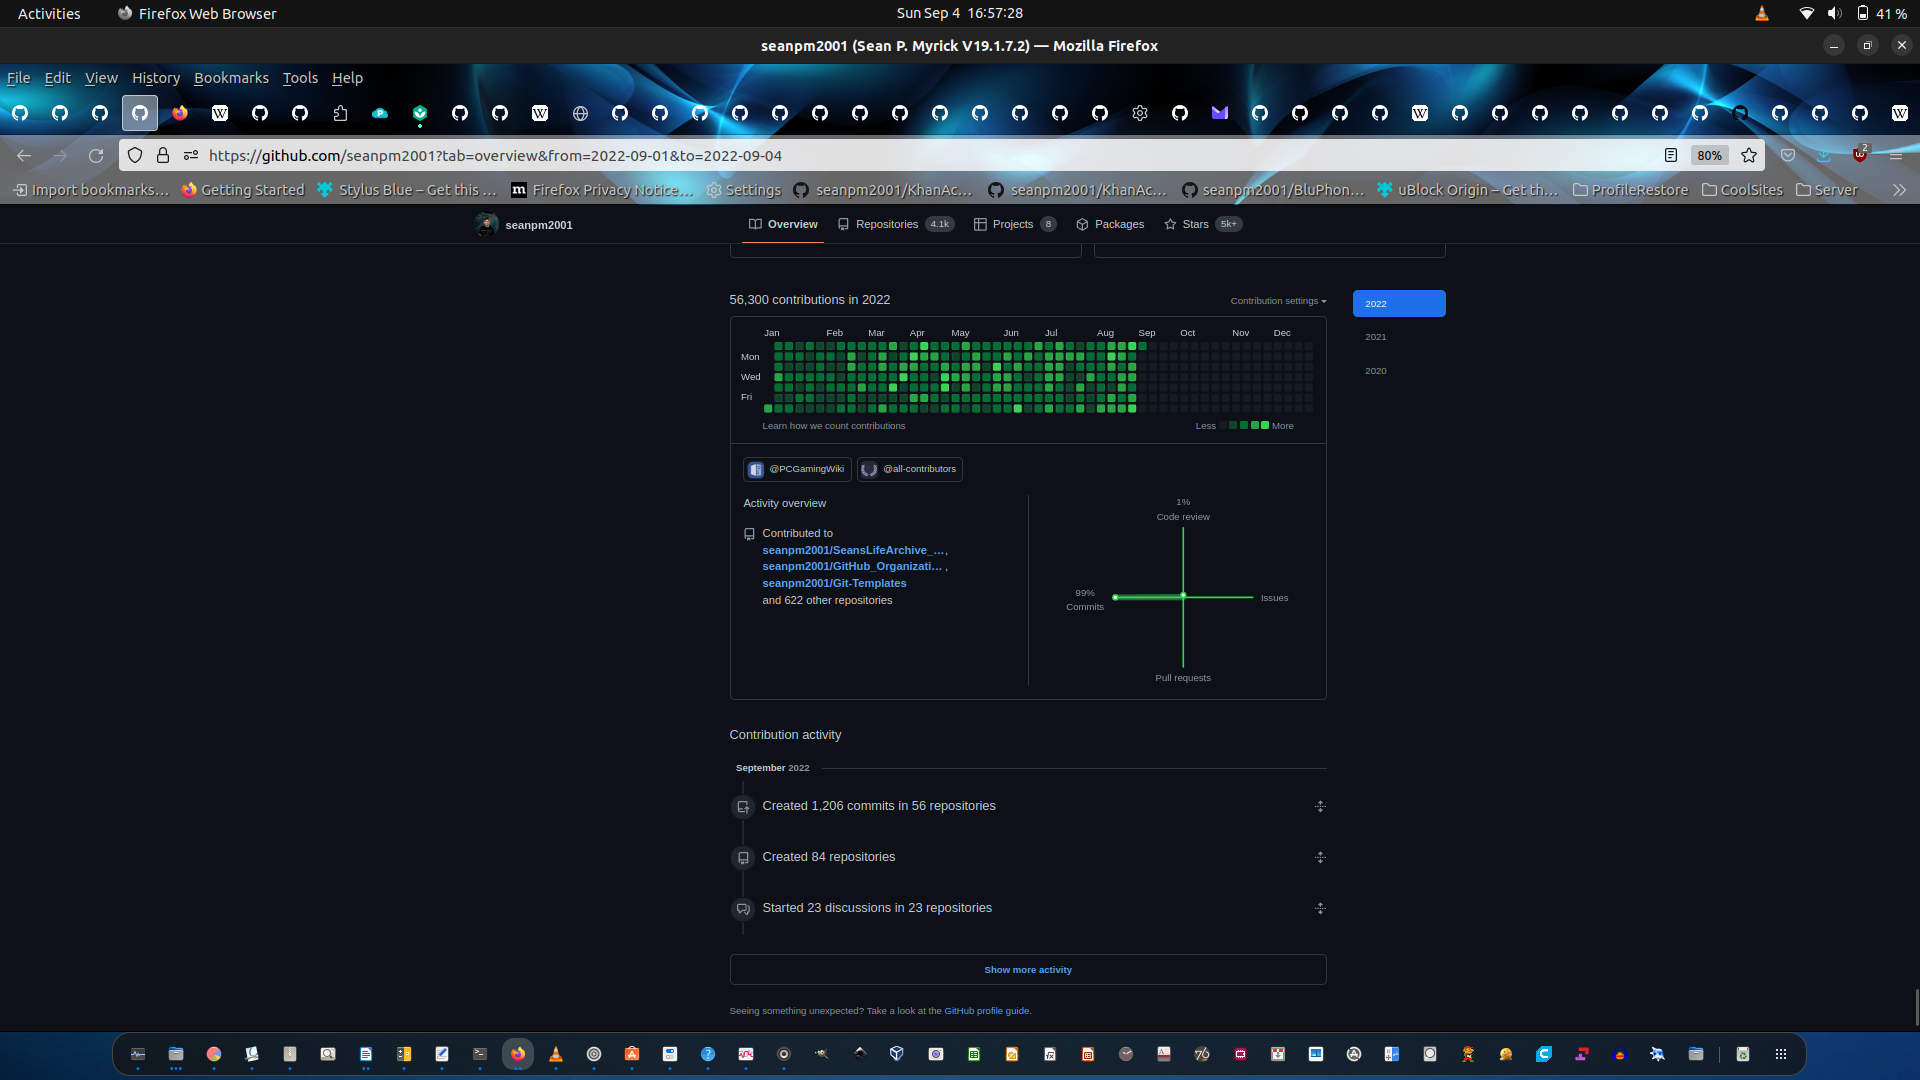 Activities Firefox Web Browser Sun Sep 4 16:57:28 41 %
seanpm2001 (Sean P. Myrick V19.1.7.2) — Mozilla Firefox
File Edit View History Bookmarks Tools Help
https://github.com/seanpm2001?tab=overview&from=2022-09-01&to=2022-09-04 80% 2
Import bookmarks… Getting Started Stylus Blue – Get this … Firefox Privacy Notice… Settings seanpm2001/KhanAc… seanpm2001/KhanAc… seanpm2001/BluPhon… uBlock Origin – Get th… ProfileRestore CoolSites Server
seanpm2001 Overview Repositories 4.1k Projects 8 Packages Stars 5k+
56,300 contributions in 2022 Contribution settings 2022
Jan Feb Mar Apr May Jun Jul Aug Sep Oct Nov Dec
2021
Mon
Wed
2020
Fri
Learn how we count contributions Less More
@PCGamingWiki @all-contributors
Activity overview
Contributed to
seanpm2001/SeansLifeArchive_…,
seanpm2001/GitHub_Organizati… ,
seanpm2001/Git-Templates
and 622 other repositories
1%
Code review
99%
Commits
Issues
Pull requests
Contribution activity
September 2022
Created 1,206 commits in 56 repositories
Created 84 repositories
Started 23 discussions in 23 repositories
Show more activity
Seeing something unexpected? Take a look at the GitHub profile guide.